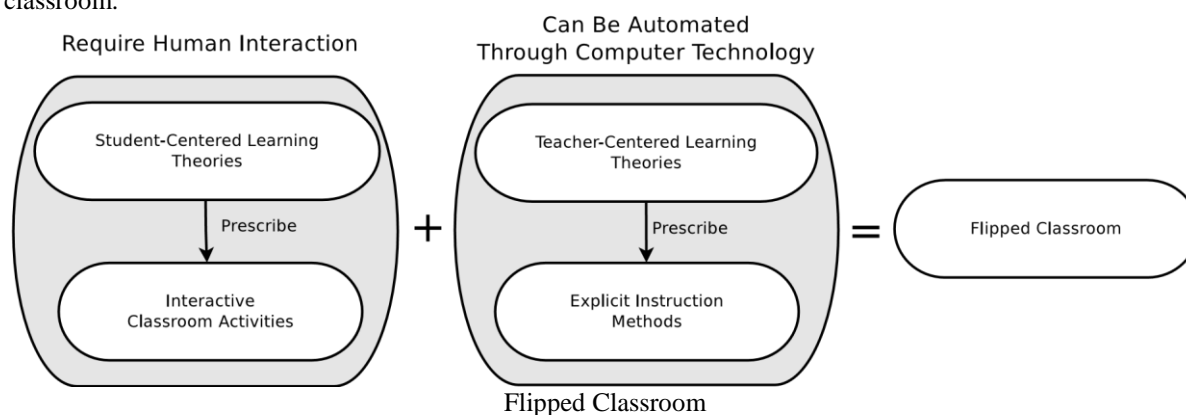 classroom.
Require Human Interaction
Can Be Automated
Through Computer Technology
Student-Centered Learning
Theories
Prescribe
Interactive
Classroom Activities
+
Teacher-Centered Learning
Theories
Prescribe
Explicit Instruction
Methods
=
Flipped Classroom
Flipped Classroom